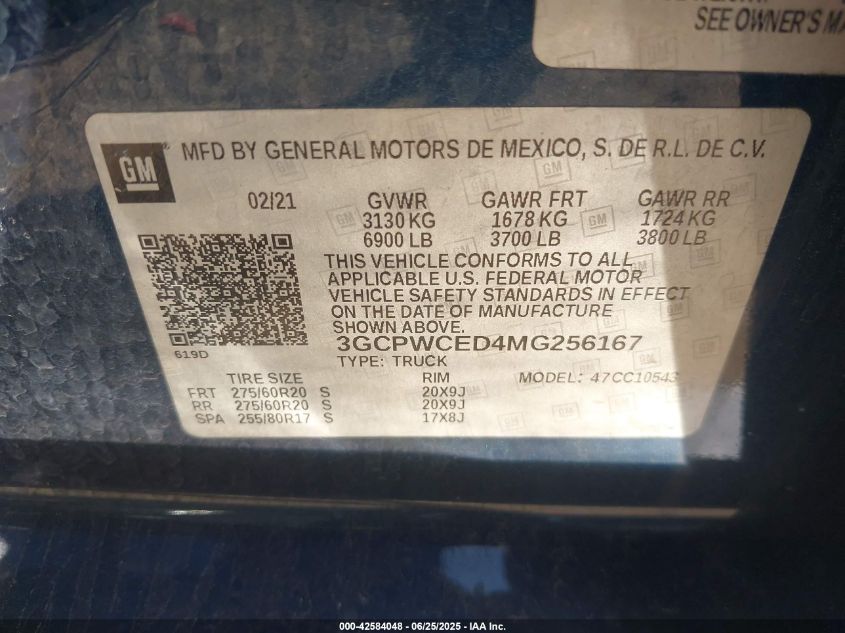 SEE OWNER'S MA
GM
MFD BY GENERAL MOTORS DE MEXICO, S. DE R.L. DE C.V.
02/21 GVWR GAWR FRT GAWR RR
3130 KG 1678 KG 1724 KG
6900 LB 3700 LB 3800 LB
THIS VEHICLE CONFORMS TO ALL
APPLICABLE U.S. FEDERAL MOTOR
VEHICLE SAFETY STANDARDS IN EFFECT
ON THE DATE OF MANUFACTURE
SHOWN ABOVE.
619D
3GCPWCED4MG256167
TYPE: TRUCK
TIRE SIZE RIM MODEL: 47CC10543
FRT 275/60R20 S 20X9J
RR 275/60R20 S 20X9J
SPA 255/80R17 S 17X8J
000-42584048 - 06/25/2025 - IAA Inc.